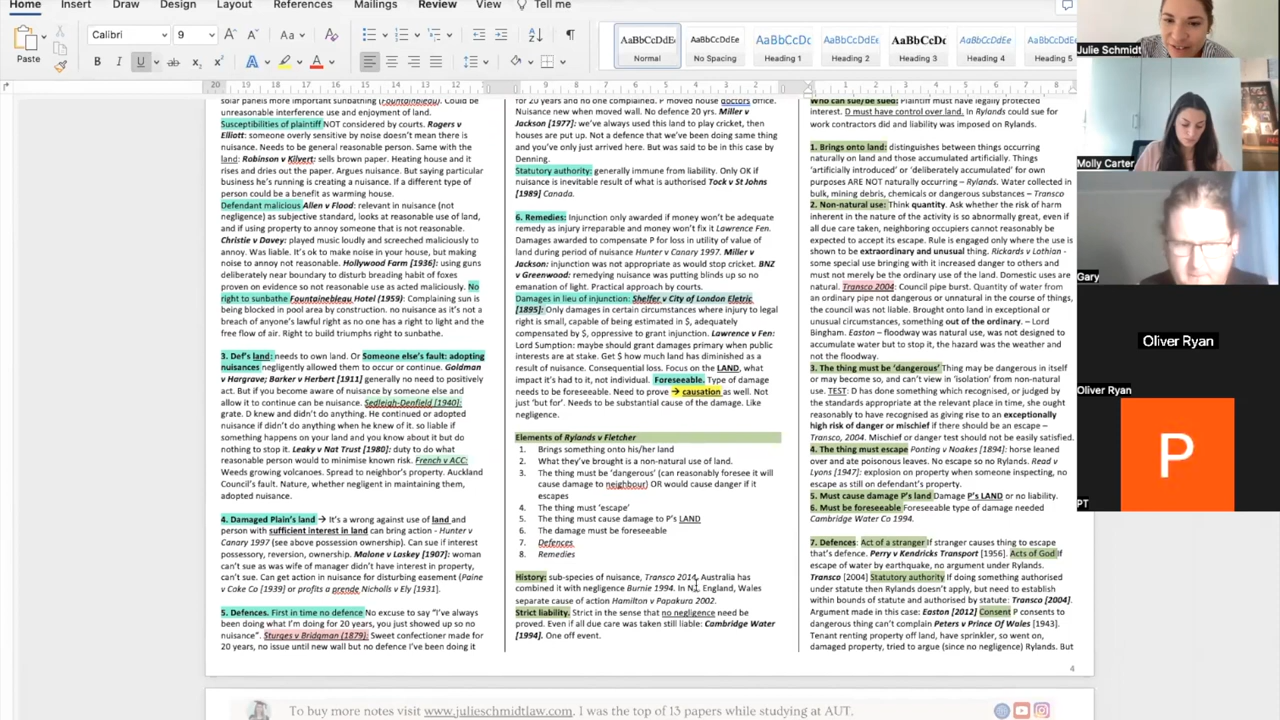 Home Insert Draw Design Layout References Mailings Review View Tell me
Calibri 9
Paste
AaBbCcDdEe AaBbCcDdEe AaBbCcDd AaBbCcDdEe AaBbCcDd AaBbCcDdEe AaBbCcDdE
Normal No Spacing Heading 1 Heading 2 Heading 3 Heading 4 Heading 5
solar panels more important sunbathing (Fountainbleau). Could be
unreasonable interference use and enjoyment of land.
Susceptibilities of plaintiff NOT considered by courts. Rogers v
Elliott: someone overly sensitive by noise doesn't mean there is
nuisance. Needs to be general reasonable person. Same with the
land: Robinson v Kilvert: sells brown paper. Heating house and it
rises and dries out the paper. Argues nuisance. But saying particular
business he's running is creating a nuisance. If a different type of
person could be a benefit as warming house.
Defendant malicious Allen v Flood: relevant in nuisance (not
negligence) as subjective standard, looks at reasonable use of land,
and if using property to annoy someone that is not reasonable.
Christie v Davey: played music loudly and screeched maliciously to
annoy. Was liable. It's ok to make noise in your house, but making
noise to annoy not reasonable. Hollywood Farm [1936]: using guns
deliberately near boundary to disturb breading habit of foxes
proven on evidence so not reasonable use as acted maliciously. No
right to sunbathe Fountainebleau Hotel (1959): Complaining sun is
being blocked in pool area by construction. no nuisance as it's not a
breach of anyone's lawful right as no one has a right to light and the
free flow of air. Right to build triumphs right to sunbathe.
3. Def's land: needs to own land. Or Someone else's fault: adopting
nuisances negligently allowed them to occur or continue. Goldman
v Hargrave; Barker v Herbert [1911] generally no need to positively
act. But if you become aware of nuisance by someone else and
allow it to continue can be nuisance. Sedleigh-Denfield [1940]:
grate. D knew and didn't do anything. He continued or adopted
nuisance if didn't do anything when he knew of it. so liable if
something happens on your land and you know about it but do
nothing to stop it. Leaky v Nat Trust [1980]: duty to do what
reasonable person would to minimise known risk. French v ACC:
Weeds growing volcanoes. Spread to neighbor's property. Auckland
Council's fault. Nature, whether negligent in maintaining them,
adopted nuisance.
4. Damaged Plain's land → It's a wrong against use of land and
person with sufficient interest in land can bring action - Hunter v
Canary 1997 (see above possession ownership). Can sue if interest
possessory, reversion, ownership. Malone v Laskey [1907]: woman
can't sue as was wife of manager didn't have interest in property,
can't sue. Can get action in nuisance for disturbing easement (Paine
v Coke Co [1939] or profits a prende Nicholls v Ely [1931].
5. Defences. First in time no defence No excuse to say "I've always
been doing what I'm doing for 20 years, you just showed up so no
nuisance". Sturges v Bridgman (1879): Sweet confectioner made for
20 years, no issue until new wall but no defence I've been doing it
for 20 years and no one complained. P moved house doctors office.
Nuisance when moved wall. No defence 20 yrs. Miller v
Jackson [1977]: we've always used this land to play cricket, then
houses are put up. Not a defence that we've been doing same thing
and you've only just arrived here. But was said to be in this case by
Denning.
Statutory authority: generally immune from liability. Only OK if
nuisance is inevitable result of what is authorised Tock v St Johns
[1989] Canada.
6. Remedies: Injunction only awarded if money won't be adequate
remedy as injury irreparable and money won't fix it Lawrence Fen.
Damages awarded to compensate P for loss in utility of value of
land during period of nuisance Hunter v Canary 1997. Miller v
Jackson: injunction was not appropriate as would stop cricket. BNZ
v Greenwood: remedying nuisance was putting blinds up so no
emanation of light. Practical approach by courts.
Damages in lieu of injunction: Shelfer v City of London Eletric
[1895]: Only damages in certain circumstances where injury to legal
right is small, capable of being estimated in $, adequately
compensated by $, oppressive to grant injunction. Lawrence v Fen:
Lord Sumption: maybe should grant damages primary when public
interests are at stake. Get $ how much land has diminished as a
result of nuisance. Consequential loss. Focus on the LAND, what
impact it's had to it, not individual. Foreseeable. Type of damage
needs to be foreseeable. Need to prove → causation as well. Not
just 'but for'. Needs to be substantial cause of the damage. Like
negligence.
Elements of Rylands v Fletcher
1. Brings something onto his/her land
2. What they've brought is a non-natural use of land.
3. The thing must be 'dangerous' (can reasonably foresee it will
cause damage to neighbour) OR would cause danger if it
escapes
4. The thing must 'escape'
5. The thing must cause damage to P's LAND
6. The damage must be foreseeable
7. Defences
8. Remedies
History: sub-species of nuisance, Transco 2014. Australia has
combined it with negligence Burnie 1994. In NZ, England, Wales
separate cause of action Hamilton v Papakura 2002.
Strict liability. Strict in the sense that no negligence need be
proved. Even if all due care was taken still liable: Cambridge Water
[1994]. One off event.
Who can sue/be sued: Plaintiff must have legally protected
interest. D must have control over land. In Rylands could sue for
work contractors did and liability was imposed on Rylands.
1. Brings onto land: distinguishes between things occurring
naturally on land and those accumulated artificially. Things
'artificially introduced' or 'deliberately accumulated' for own
purposes ARE NOT naturally occurring – Rylands. Water collected in
bulk, mining debris, chemicals or dangerous substances – Transco
2. Non-natural use: Think quantity. Ask whether the risk of harm
inherent in the nature of the activity is so abnormally great, even if
all due care taken, neighboring occupiers cannot reasonably be
expected to accept its escape. Rule is engaged only where the use
is shown to be extraordinary and unusual thing. Rickards v Lothian -
some special use bringing with it increased danger to others and
must not merely be the ordinary use of the land. Domestic uses are
natural. Transco 2004: Council pipe burst. Quantity of water from
an ordinary pipe not dangerous or unnatural in the course of things,
the council was not liable. Brought onto land in exceptional or
unusual circumstances, something out of the ordinary. – Lord
Bingham. Easton – floodway was natural use, was not designed to
accumulate water but to stop it, the hazard was the weather and
not the floodway.
3. The thing must be 'dangerous' Thing may be dangerous in itself
or may become so, and can't view in 'isolation' from non-natural
use. TEST: D has done something which recognised, or judged by
the standards appropriate at the relevant place in time, she ought
reasonably to have recognised as giving rise to an exceptionally
high risk of danger or mischief if there should be an escape –
Transco, 2004. Mischief or danger test should not be easily satisfied.
4. The thing must escape Ponting v Noakes [1894]: horse leaned
over and ate poisonous leaves. No escape so no Rylands. Read v
Lyons [1947]: explosion on property when someone inspecting, no
escape as still on defendant's property.
5. Must cause damage P's land Damage P's LAND or no liability.
6. Must be foreseeable Foreseeable type of damage needed
Cambridge Water Co 1994.
7. Defences: Act of a stranger If stranger causes thing to escape
that's defence. Perry v Kendricks Transport [1956]. Acts of God If
escape of water by earthquake, no argument under Rylands.
Transco [2004] Statutory authority If doing something authorised
under statute then Rylands doesn't apply, but need to establish
within bounds of statute and authorised by statute: Transco [2004].
Argument made in this case: Easton [2012] Consent P consents to
dangerous thing can't complain Peters v Prince Of Wales [1943].
Tenant renting property off land, have sprinkler, so went on,
damaged property, tried to argue (since no negligence) Rylands. But
4
To buy more notes visit www.julieschmidtlaw.com. I was the top of 13 papers while studying at AUT.
Julie Schmidt
Molly Carter
Gary
Oliver Ryan
Oliver Ryan
P
PT